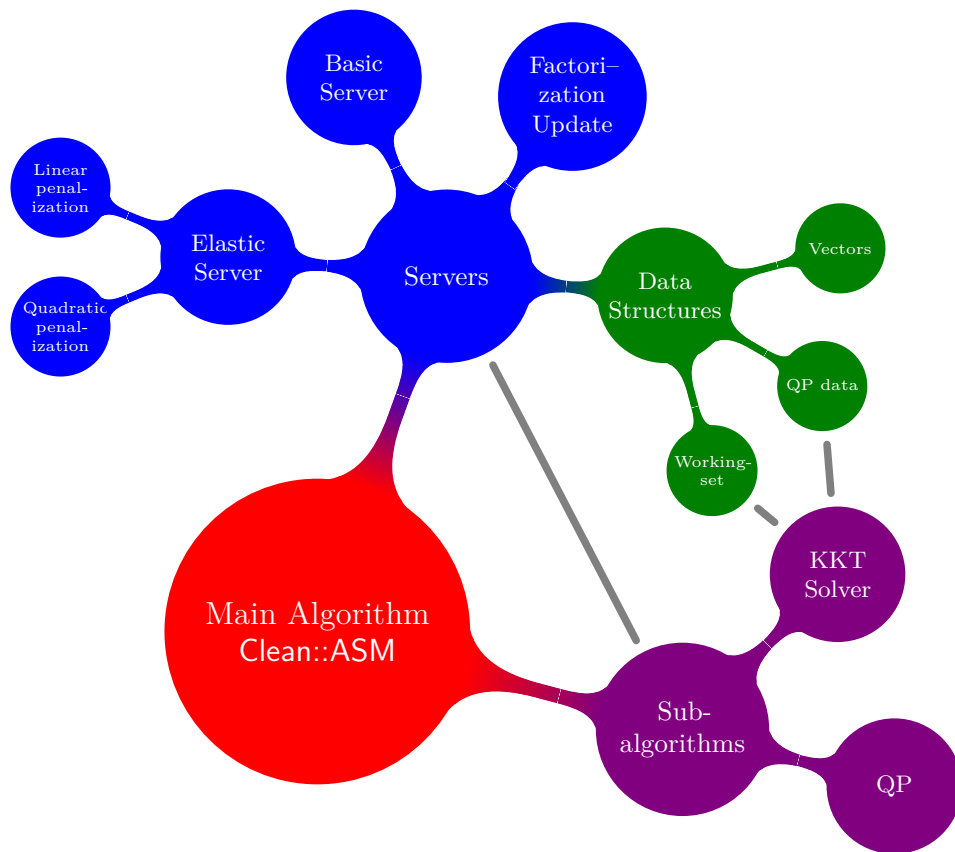 Basic
Server
Factori–
zation
Update
Linear
penal-
ization
Elastic
Server
Quadratic
penal-
ization
Servers
Data
Structures
Vectors
QP data
Working-
set
KKT
Solver
Main Algorithm
Clean::ASM
Sub-
algorithms
QP